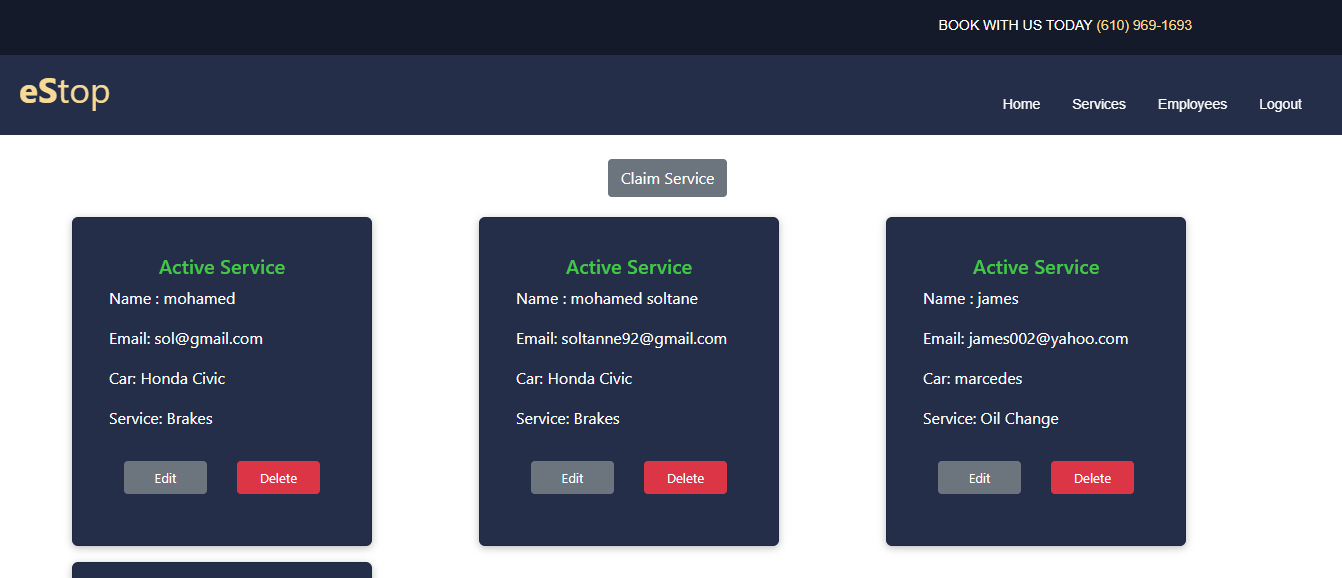 BOOK WITH US TODAY (610) 969-1693
eStop
Home Services Employees Logout
Claim Service
Active Service
Name : mohamed
Email: sol@gmail.com
Car: Honda Civic
Service: Brakes
Edit Delete
Active Service
Name : mohamed soltane
Email: soltanne92@gmail.com
Car: Honda Civic
Service: Brakes
Edit Delete
Active Service
Name : james
Email: james002@yahoo.com
Car: marcedes
Service: Oil Change
Edit Delete